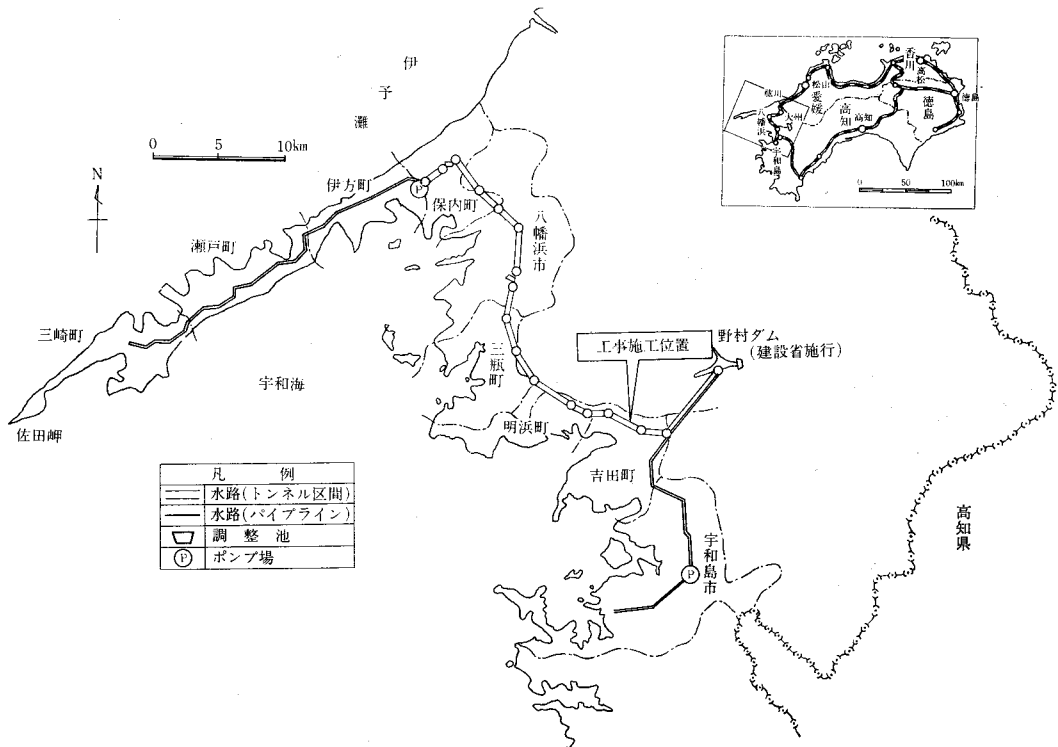 伊予灘
0 5 10km
N
伊方町
P
保内町
八幡浜市
瀬戸町
三崎町
宇和海
佐田岬
三瓶町
明浜町
工事施工位置
野村ダム
(建設省施行)
吉田町
宇和島市
P
高知県
凡 例
水路(トンネル区間)
水路(パイプライン)
調整池
P ポンプ場
香川
高松
松山
愛媛
徳島
徳島
高知
高知
大州
八幡浜
宇和島
0 50 100km